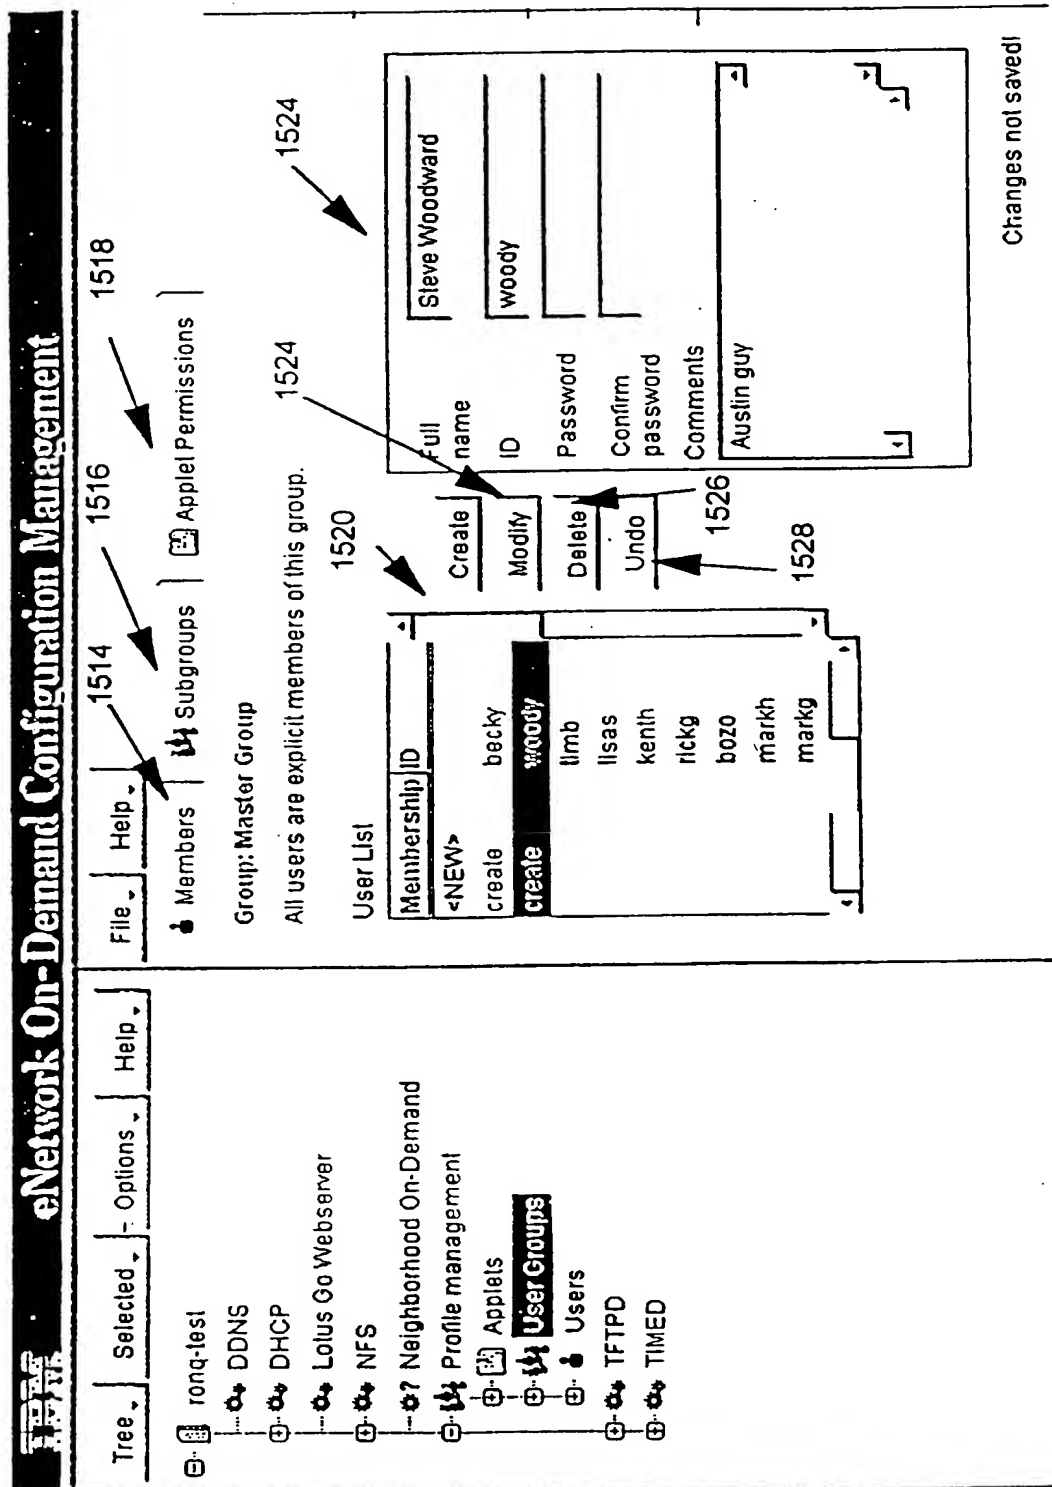 IBM
eNetwork On-Demand Configuration Management
Tree Selected Options Help
ronq-test
DDNS
DHCP
Lotus Go Webserver
NFS
? Neighborhood On-Demand
Profile management
Applets
User Groups
Users
TFTPD
TIMED
File Help
1514
1516
1518
Members Subgroups Applel Permissions
Group: Master Group
All users are explicit members of this group.
User List
1520
Membership ID
<NEW>
create becky
create woody
timb
lisas
kenth
rickg
bozo
markh
markg
Create
Modify
Delete
Undo
1524
1526
1528
1524
Full name Steve Woodward
ID woody
Password
Confirm password
Comments
Austin guy
Changes not saved!